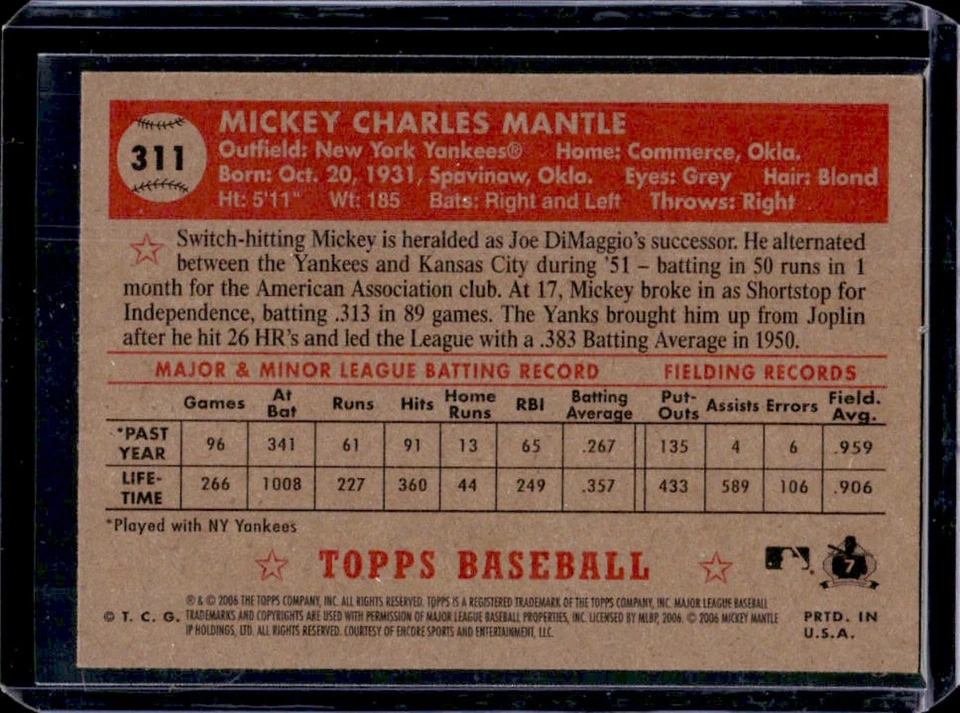 311
MICKEY CHARLES MANTLE
Outfield: New York Yankees® Home: Commerce, Okla.
Born: Oct. 20, 1931, Spavinaw, Okla. Eyes: Grey Hair: Blond
Ht: 5'11" Wt: 185 Bats: Right and Left Throws: Right
Switch-hitting Mickey is heralded as Joe DiMaggio's successor. He alternated
between the Yankees and Kansas City during '51 – batting in 50 runs in 1
month for the American Association club. At 17, Mickey broke in as Shortstop for
Independence, batting .313 in 89 games. The Yanks brought him up from Joplin
after he hit 26 HR's and led the League with a .383 Batting Average in 1950.
MAJOR & MINOR LEAGUE BATTING RECORD FIELDING RECORDS
Games At Bat Runs Hits Home Runs RBI Batting Average Put-Outs Assists Errors Field. Avg.
*PAST YEAR 96 341 61 91 13 65 .267 135 4 6 .959
LIFE-TIME 266 1008 227 360 44 249 .357 433 589 106 .906
*Played with NY Yankees
TOPPS BASEBALL
7
® & © 2006 THE TOPPS COMPANY, INC. ALL RIGHTS RESERVED. TOPPS IS A REGISTERED TRADEMARK OF THE TOPPS COMPANY, INC. MAJOR LEAGUE BASEBALL
© T. C. G. TRADEMARKS AND COPYRIGHTS ARE USED WITH PERMISSION OF MAJOR LEAGUE BASEBALL PROPERTIES, INC. LICENSED BY MLBP, 2006. © 2006 MICKEY MANTLE
IP HOLDINGS, LTD. ALL RIGHTS RESERVED. COURTESY OF ENCORE SPORTS AND ENTERTAINMENT, LLC.
PRTD. IN
U.S.A.